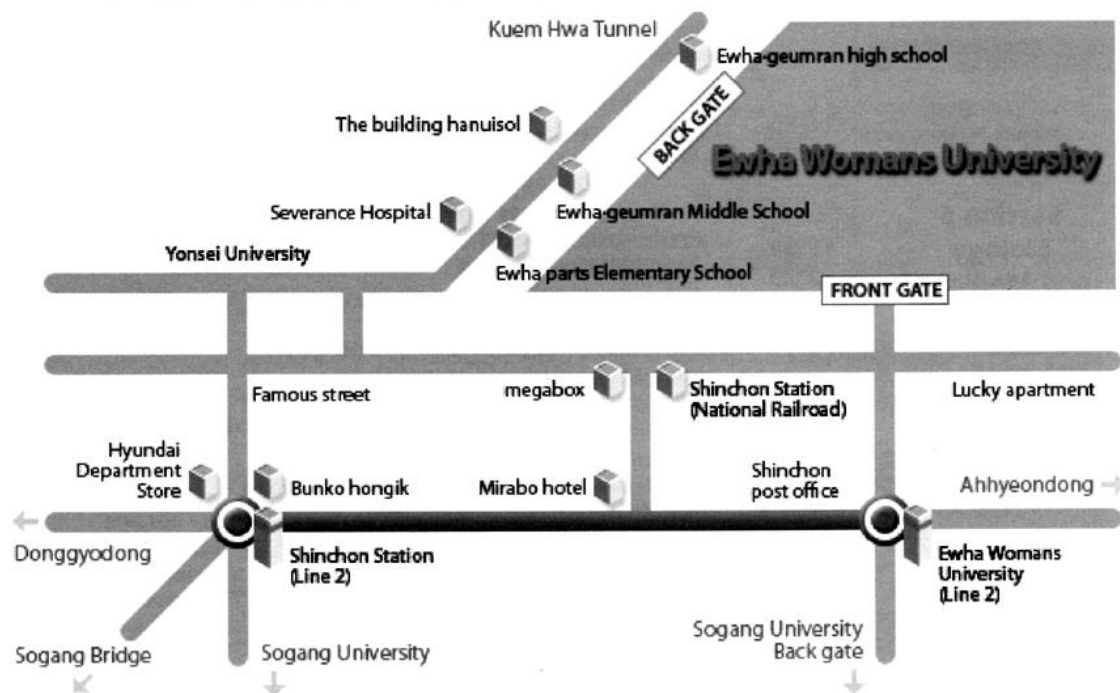 Kuem Hwa Tunnel
Ewha-geumran high school
The building hanuisol
BACK GATE
Ewha Womans University
Severance Hospital
Ewha-geumran Middle School
Yonsei University
Ewha parts Elementary School
FRONT GATE
Famous street
megabox
Shinchon Station
(National Railroad)
Lucky apartment
Hyundai
Department
Store
Bunko hongik
Mirabo hotel
Shinchon
post office
Ahhyeondong
Donggyodong
Shinchon Station
(Line 2)
Ewha Womans
University
(Line 2)
Sogang Bridge
Sogang University
Sogang University
Back gate